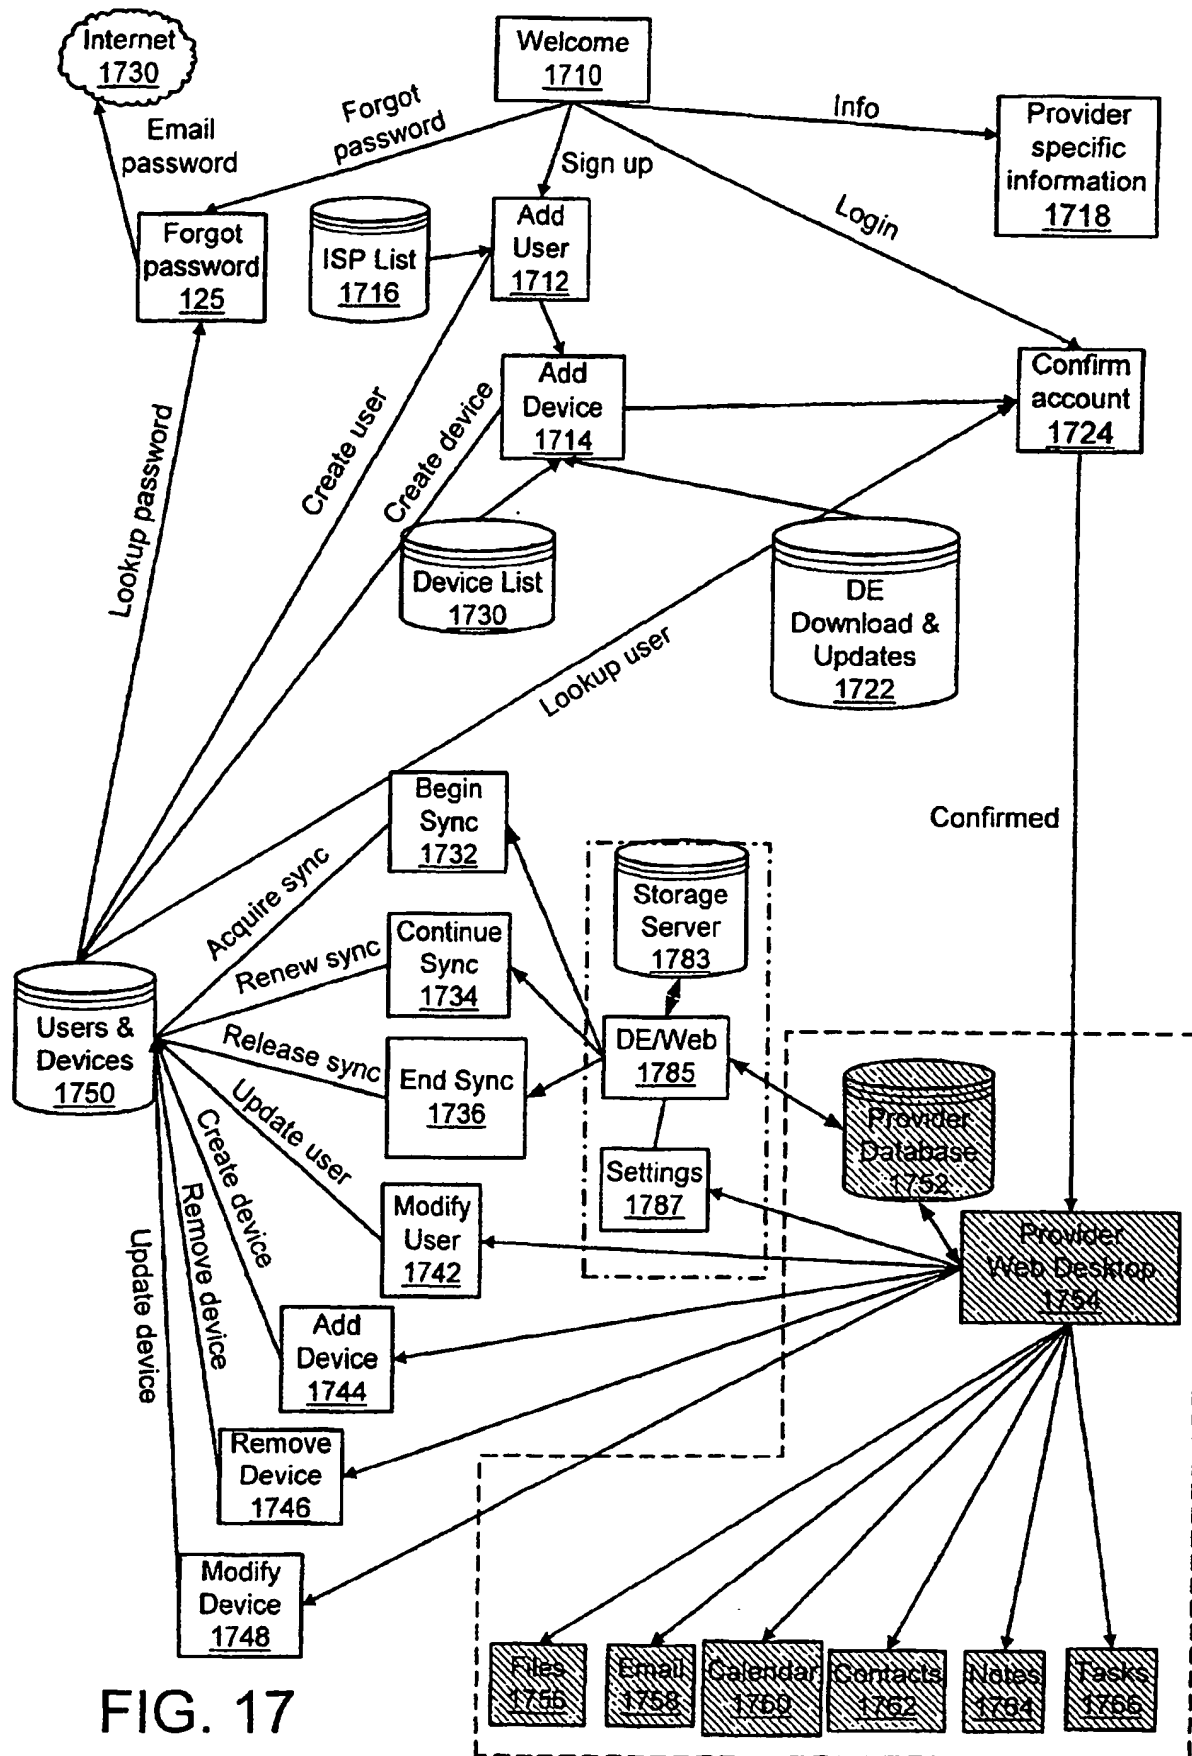 Internet
1730
Welcome
1710
Forgot
password
Info
Provider
specific
information
1718
Email
password
Sign up
Login
Forgot
password
125
ISP List
1716
Add
User
1712
Add
Device
1714
Confirm
account
1724
Lookup password
Create user
Create device
Device List
1730
DE
Download &
Updates
1722
Lookup user
Confirmed
Begin
Sync
1732
Acquire sync
Storage
Server
1783
Continue
Sync
1734
Renew sync
Users &
Devices
1750
Release sync
End Sync
1736
DE/Web
1785
Provider
Database
1752
Update user
Settings
1787
Create device
Modify
User
1742
Provider
Web Desktop
1754
Remove device
Update device
Add
Device
1744
Remove
Device
1746
Modify
Device
1748
Files
1756
Email
1758
Calendar
1760
Contacts
1762
Notes
1764
Tasks
1766
FIG. 17